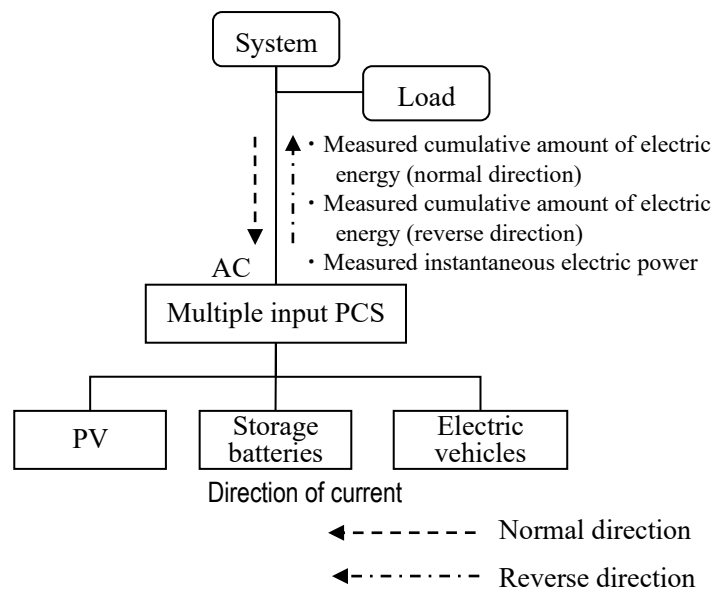 System
Load
・Measured cumulative amount of electric
energy (normal direction)
・Measured cumulative amount of electric
energy (reverse direction)
・Measured instantaneous electric power
AC
Multiple input PCS
PV
Storage
batteries
Electric
vehicles
Direction of current
Normal direction
Reverse direction